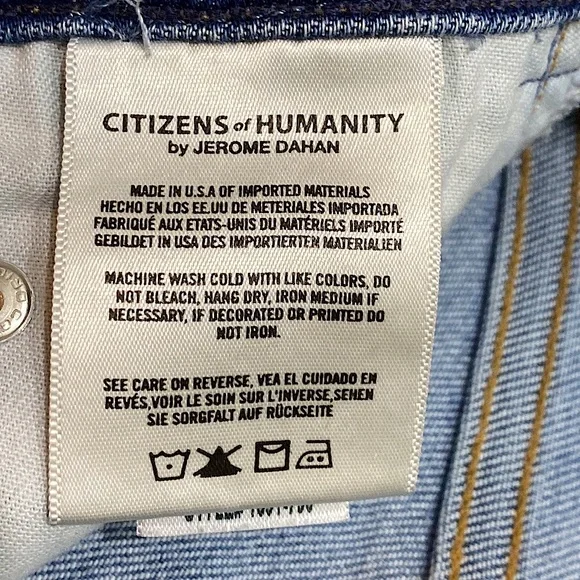 CITIZENS of HUMANITY
by JEROME DAHAN
MADE IN U.S.A OF IMPORTED MATERIALS
HECHO EN LOS EE.UU DE METERIALES IMPORTADA
FABRIQUÉ AUX ETATS-UNIS DU MATÉRIELS IMPORTÉ
GEBILDET IN USA DES IMPORTIERTEN MATERIALIEN
MACHINE WASH COLD WITH LIKE COLORS, DO
NOT BLEACH, HANG DRY, IRON MEDIUM IF
NECESSARY, IF DECORATED OR PRINTED DO
NOT IRON.
SEE CARE ON REVERSE, VEA EL CUIDADO EN
REVÉS,VOIR LE SOIN SUR L'INVERSE,SEHEN
SIE SORGFALT AUF RÜCKSEITE